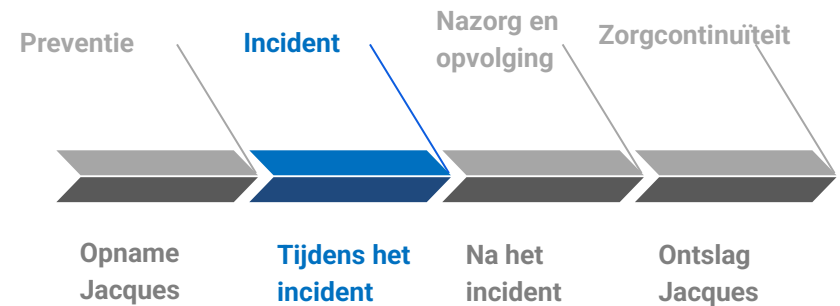 Preventie
Incident
Nazorg en
opvolging
Zorgcontinuïteit
Opname
Jacques
Tijdens het
incident
Na het
incident
Ontslag
Jacques